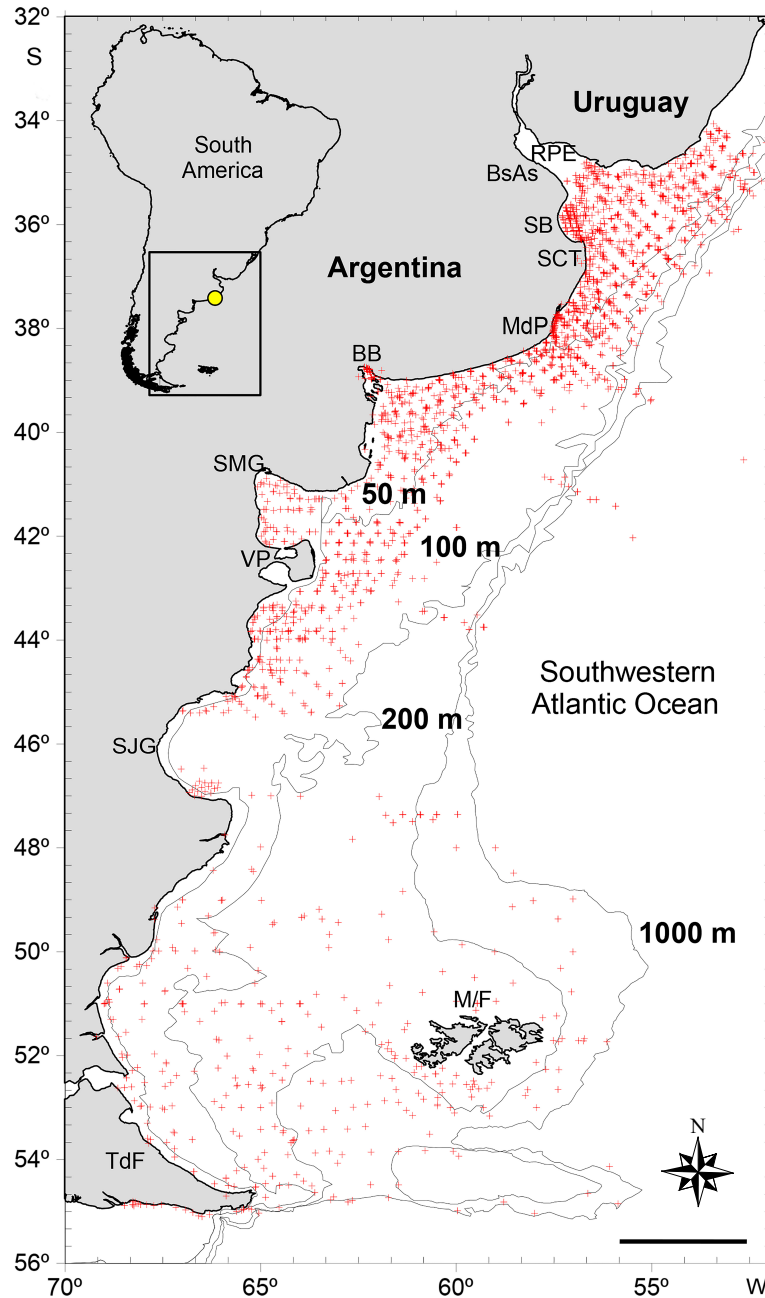 32º
S
34º
Uruguay
South
America
RPE
BsAs
36º
SB
SCT
Argentina
38º
MdP
BB
40º
SMG
50 m
42º
100 m
VP
44º
Southwestern
Atlantic Ocean
200 m
46º
SJG
48º
1000 m
50º
M/F
52º
N
54º
TdF
56º
70º 65º 60º 55º W